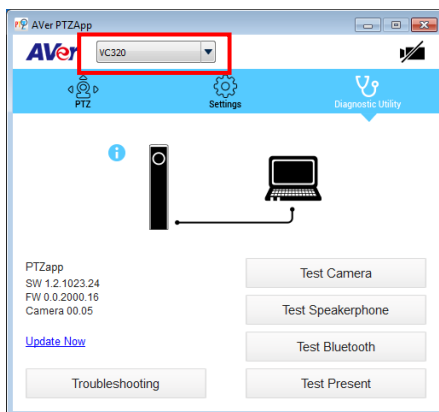 AVer PTZApp
AVer
VC320
PTZ
Settings
Diagnostic Utility
i
PTZapp
SW 1.2.1023.24
FW 0.0.2000.16
Camera 00.05
Update Now
Test Camera
Test Speakerphone
Test Bluetooth
Troubleshooting
Test Present